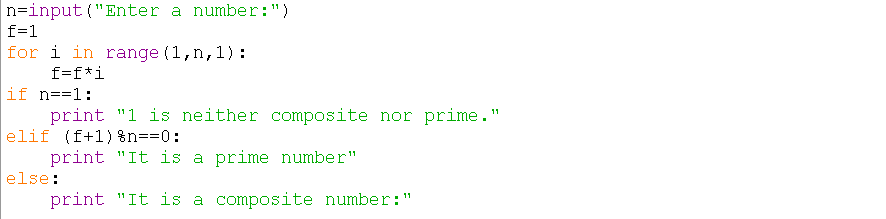 n=input("Enter a number:")
f=1
for i in range(1,n,1):
    f=f*i
if n==1:
    print "1 is neither composite nor prime."
elif (f+1)%n==0:
    print "It is a prime number"
else:
    print "It is a composite number:"